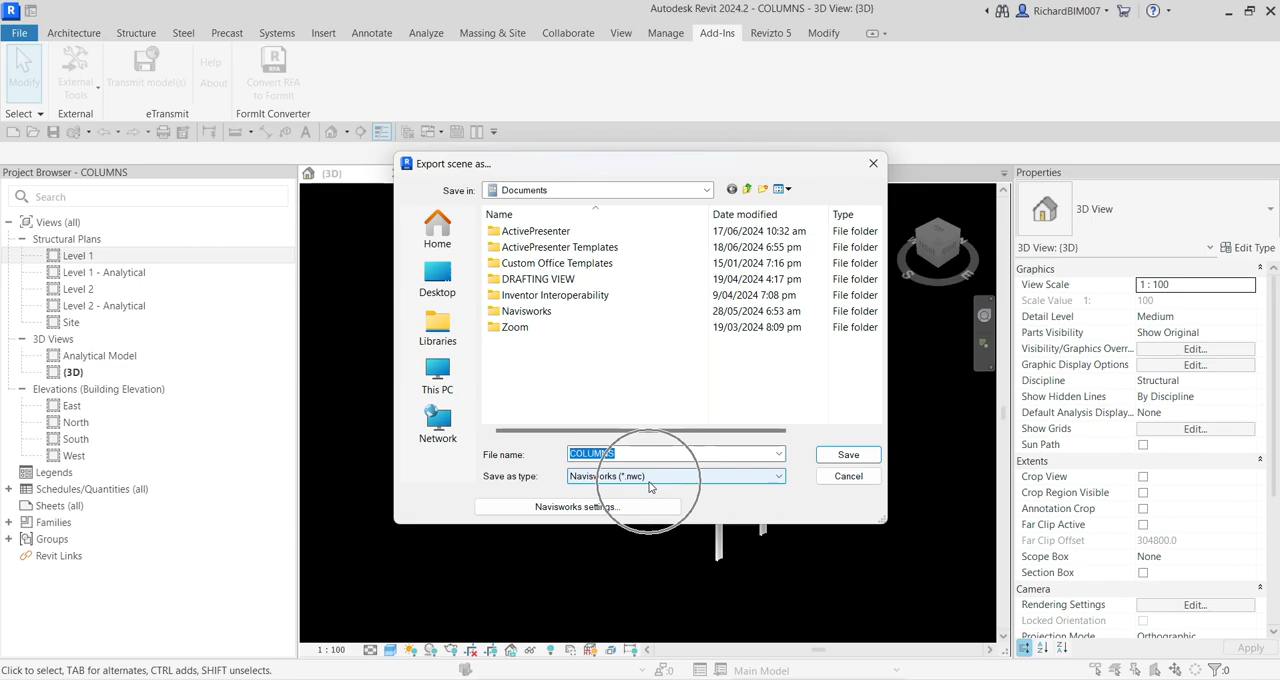 Autodesk Revit 2024.2 - COLUMNS - 3D View: {3D}
RichardBIM007
File Architecture Structure Steel Precast Systems Insert Annotate Analyze Massing & Site Collaborate View Manage Add-Ins Revizto 5 Modify
Modify
External
Tools
Transmit model(s)
Help
About
Convert RFA
to FormIt
Select External eTransmit FormIt Converter
Project Browser - COLUMNS
Search
Views (all)
Structural Plans
Level 1
Level 1 - Analytical
Level 2
Level 2 - Analytical
Site
3D Views
Analytical Model
{3D}
Elevations (Building Elevation)
East
North
South
West
Legends
Schedules/Quantities (all)
Sheets (all)
Families
Groups
Revit Links
{3D}
Export scene as...
Save in: Documents
Home
Desktop
Libraries
This PC
Network
Name Date modified Type
ActivePresenter 17/06/2024 10:32 am File folder
ActivePresenter Templates 18/06/2024 6:55 pm File folder
Custom Office Templates 15/01/2024 7:16 pm File folder
DRAFTING VIEW 19/04/2024 4:17 pm File folder
Inventor Interoperability 9/04/2024 7:08 pm File folder
Navisworks 28/05/2024 6:53 am File folder
Zoom 19/03/2024 8:09 pm File folder
File name: COLUMNS Save
Save as type: Navisworks (*.nwc) Cancel
Navisworks settings...
Properties
3D View
3D View: {3D} Edit Type
Graphics
View Scale 1 : 100
Scale Value 1: 100
Detail Level Medium
Parts Visibility Show Original
Visibility/Graphics Overr... Edit...
Graphic Display Options Edit...
Discipline Structural
Show Hidden Lines By Discipline
Default Analysis Display... None
Show Grids Edit...
Sun Path
Extents
Crop View
Crop Region Visible
Annotation Crop
Far Clip Active
Far Clip Offset 304800.0
Scope Box None
Section Box
Camera
Rendering Settings Edit...
Locked Orientation
Projection Mode Orthographic
Apply
1 : 100
Click to select, TAB for alternates, CTRL adds, SHIFT unselects.
:0
Main Model
:0